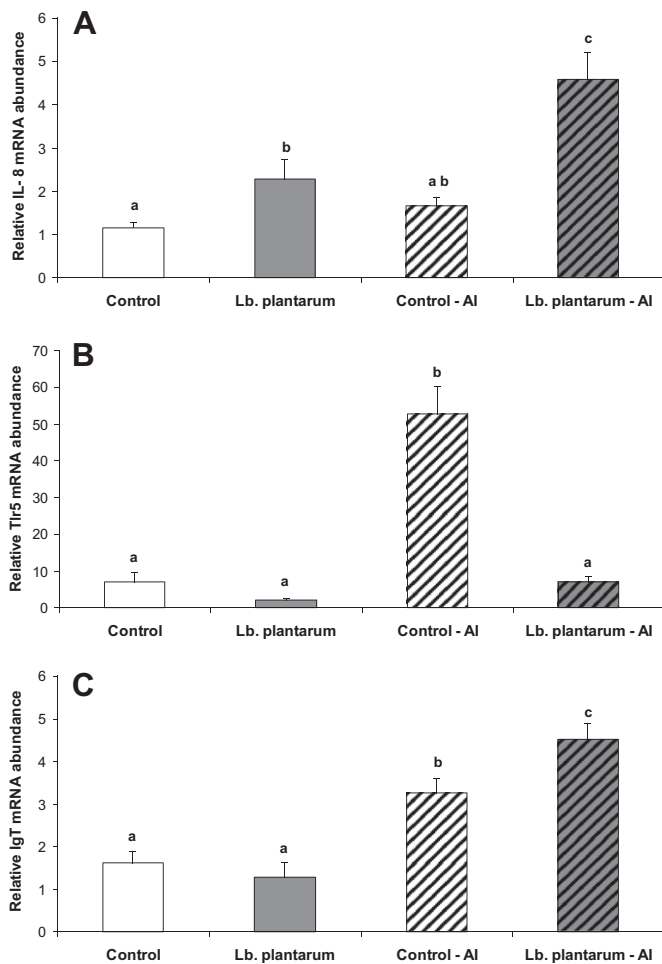 A
Relative IL- 8 mRNA abundance
6
5
4
3
2
1
0
a
b
a b
c
Control
Lb. plantarum
Control - AI
Lb. plantarum - AI
B
Relative Tlr5 mRNA abundance
70
60
50
40
30
20
10
0
a
a
b
a
Control
Lb. plantarum
Control - AI
Lb. plantarum - AI
C
Relative IgT mRNA abundance
6
5
4
3
2
1
0
a
a
b
c
Control
Lb. plantarum
Control - AI
Lb. plantarum - AI